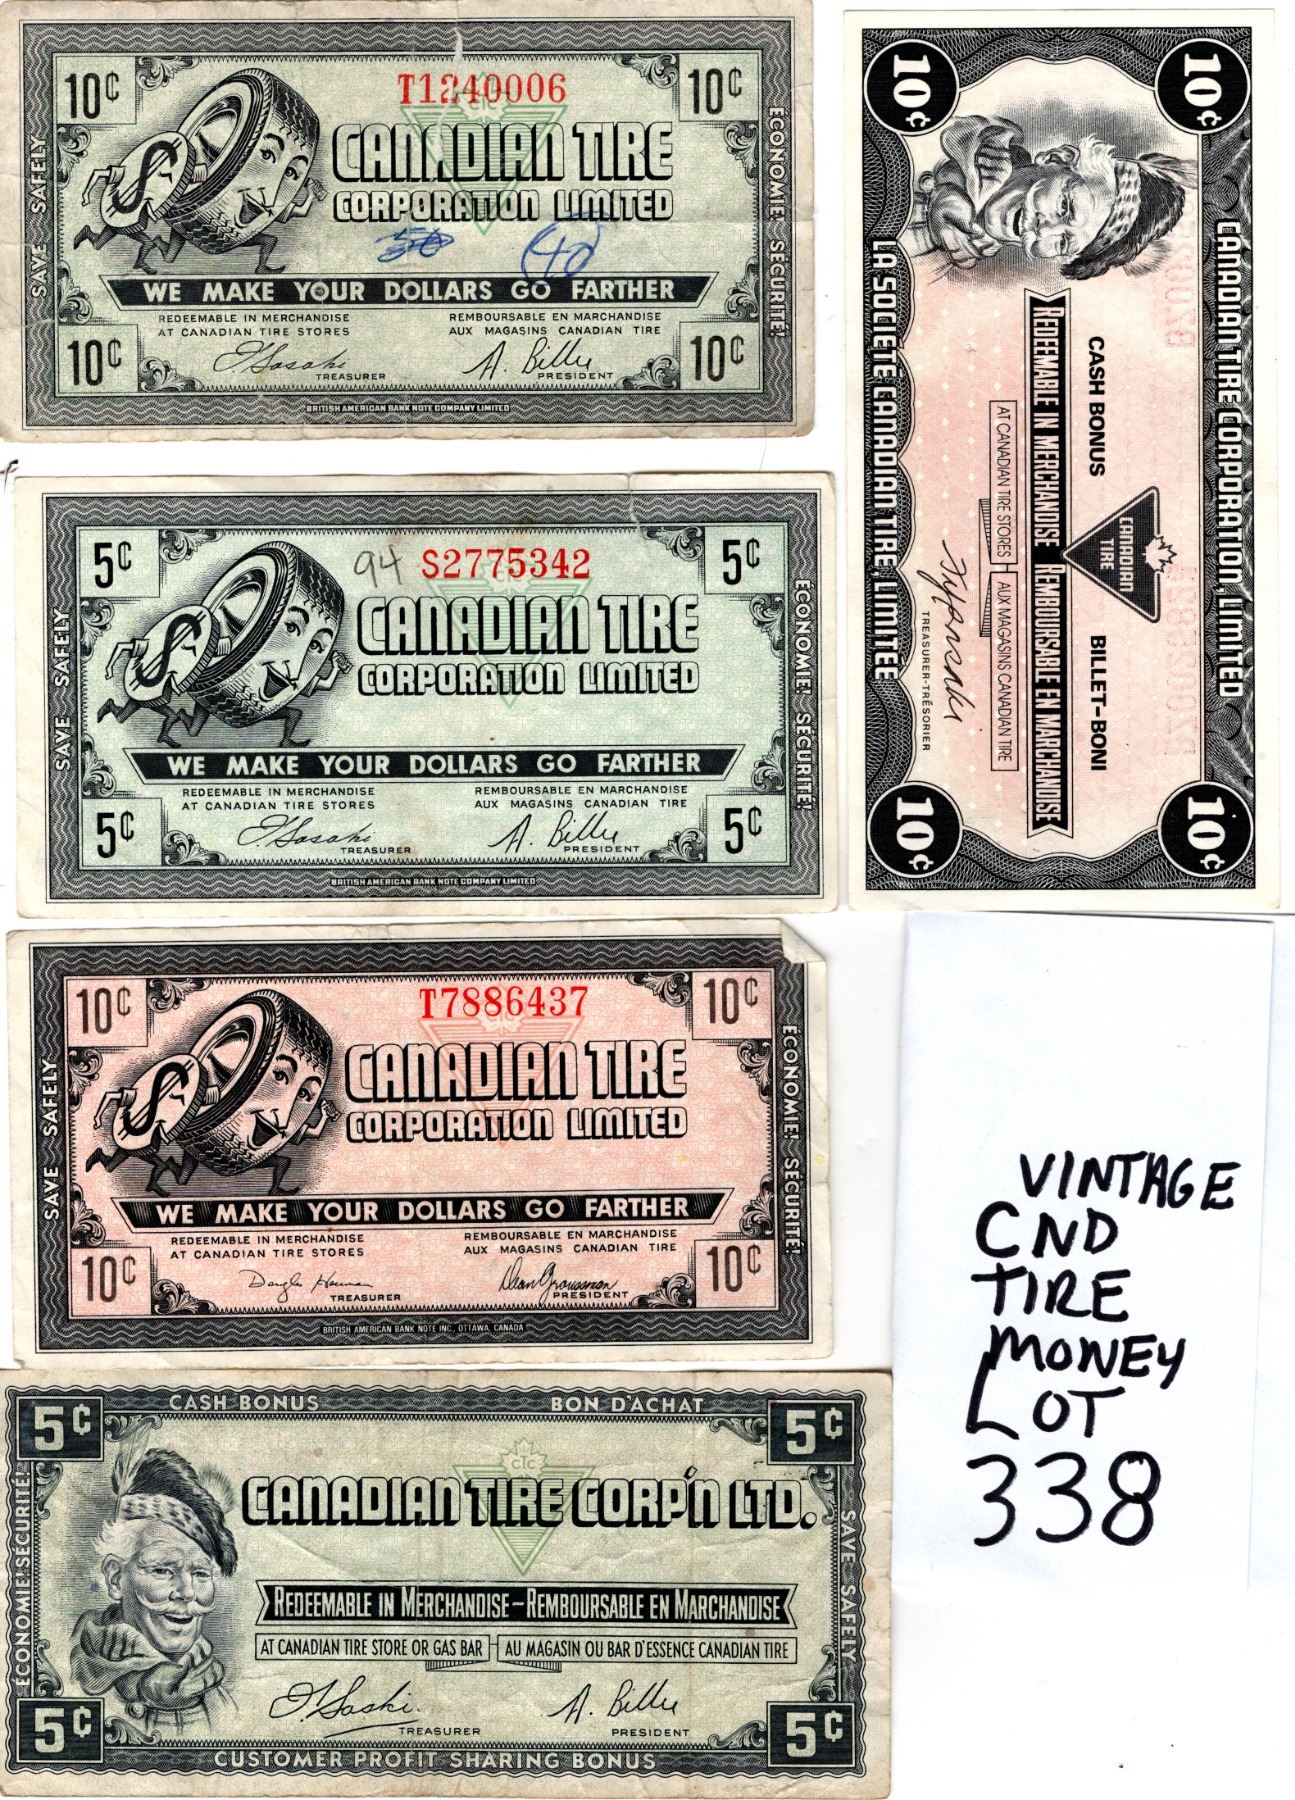 10¢
T1240006
10¢
CANADIAN TIRE
CORPORATION LIMITED
CTC
50
(40)
WE MAKE YOUR DOLLARS GO FARTHER
REDEEMABLE IN MERCHANDISE
AT CANADIAN TIRE STORES
REMBOURSABLE EN MARCHANDISE
AUX MAGASINS CANADIAN TIRE
A. Billes
TREASURER
PRESIDENT
10¢
10¢
SAVE SAFELY
ÉCONOMIE, SÉCURITÉ!
BRITISH AMERICAN BANK NOTE COMPANY LIMITED
5¢
94
S2775342
5¢
CANADIAN TIRE
CORPORATION LIMITED
WE MAKE YOUR DOLLARS GO FARTHER
REDEEMABLE IN MERCHANDISE
AT CANADIAN TIRE STORES
REMBOURSABLE EN MARCHANDISE
AUX MAGASINS CANADIAN TIRE
A. Billes
TREASURER
PRESIDENT
5¢
5¢
SAVE SAFELY
ÉCONOMIE! SÉCURITÉ!
BRITISH AMERICAN BANK NOTE COMPANY LIMITED
10¢
T7886437
10¢
CTC
CANADIAN TIRE
CORPORATION LIMITED
WE MAKE YOUR DOLLARS GO FARTHER
REDEEMABLE IN MERCHANDISE
AT CANADIAN TIRE STORES
REMBOURSABLE EN MARCHANDISE
AUX MAGASINS CANADIAN TIRE
Dean Groussman
TREASURER
PRESIDENT
10¢
10¢
SAVE SAFELY
ÉCONOMIE! SÉCURITÉ!
BRITISH AMERICAN BANK NOTE INC., OTTAWA, CANADA
5¢
CASH BONUS
BON D'ACHAT
5¢
CTC
CANADIAN TIRE CORP'N LTD.
REDEEMABLE IN MERCHANDISE – REMBOURSABLE EN MARCHANDISE
AT CANADIAN TIRE STORE OR GAS BAR
AU MAGASIN OU BAR D'ESSENCE CANADIAN TIRE
A. Billes
TREASURER
PRESIDENT
5¢
CUSTOMER PROFIT SHARING BONUS
5¢
ÉCONOMIE: SÉCURITÉ!
SAVE SAFELY
10¢
CANADIAN TIRE CORPORATION, LIMITED
10¢
CANADIAN
TIRE
CASH BONUS
BILLET-BONI
REDEEMABLE IN MERCHANDISE
REMBOURSABLE EN MARCHANDISE
AT CANADIAN TIRE STORES
AUX MAGASINS CANADIAN TIRE
TREASURER-TRÉSORIER
10¢
LA SOCIETE CANADIAN TIRE, LIMITEE
10¢
VINTAGE
CND
TIRE
MONEY
LOT
338